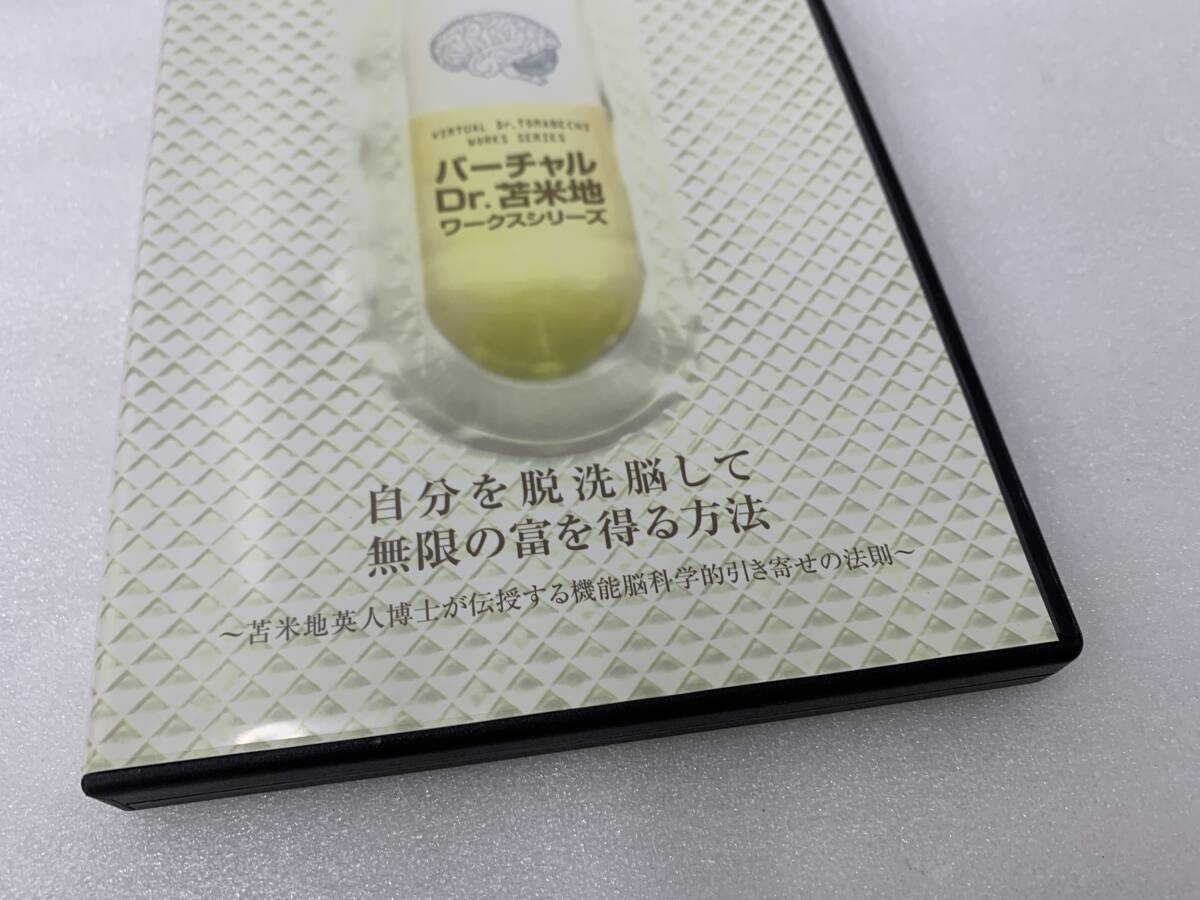 VIRTUAL Dr.TOMABECHI
WORKS SERIES
バーチャル
Dr.苫米地
ワークスシリーズ
自分を脱洗脳して
無限の富を得る方法
～苫米地英人博士が伝授する機能脳科学的引き寄せの法則～